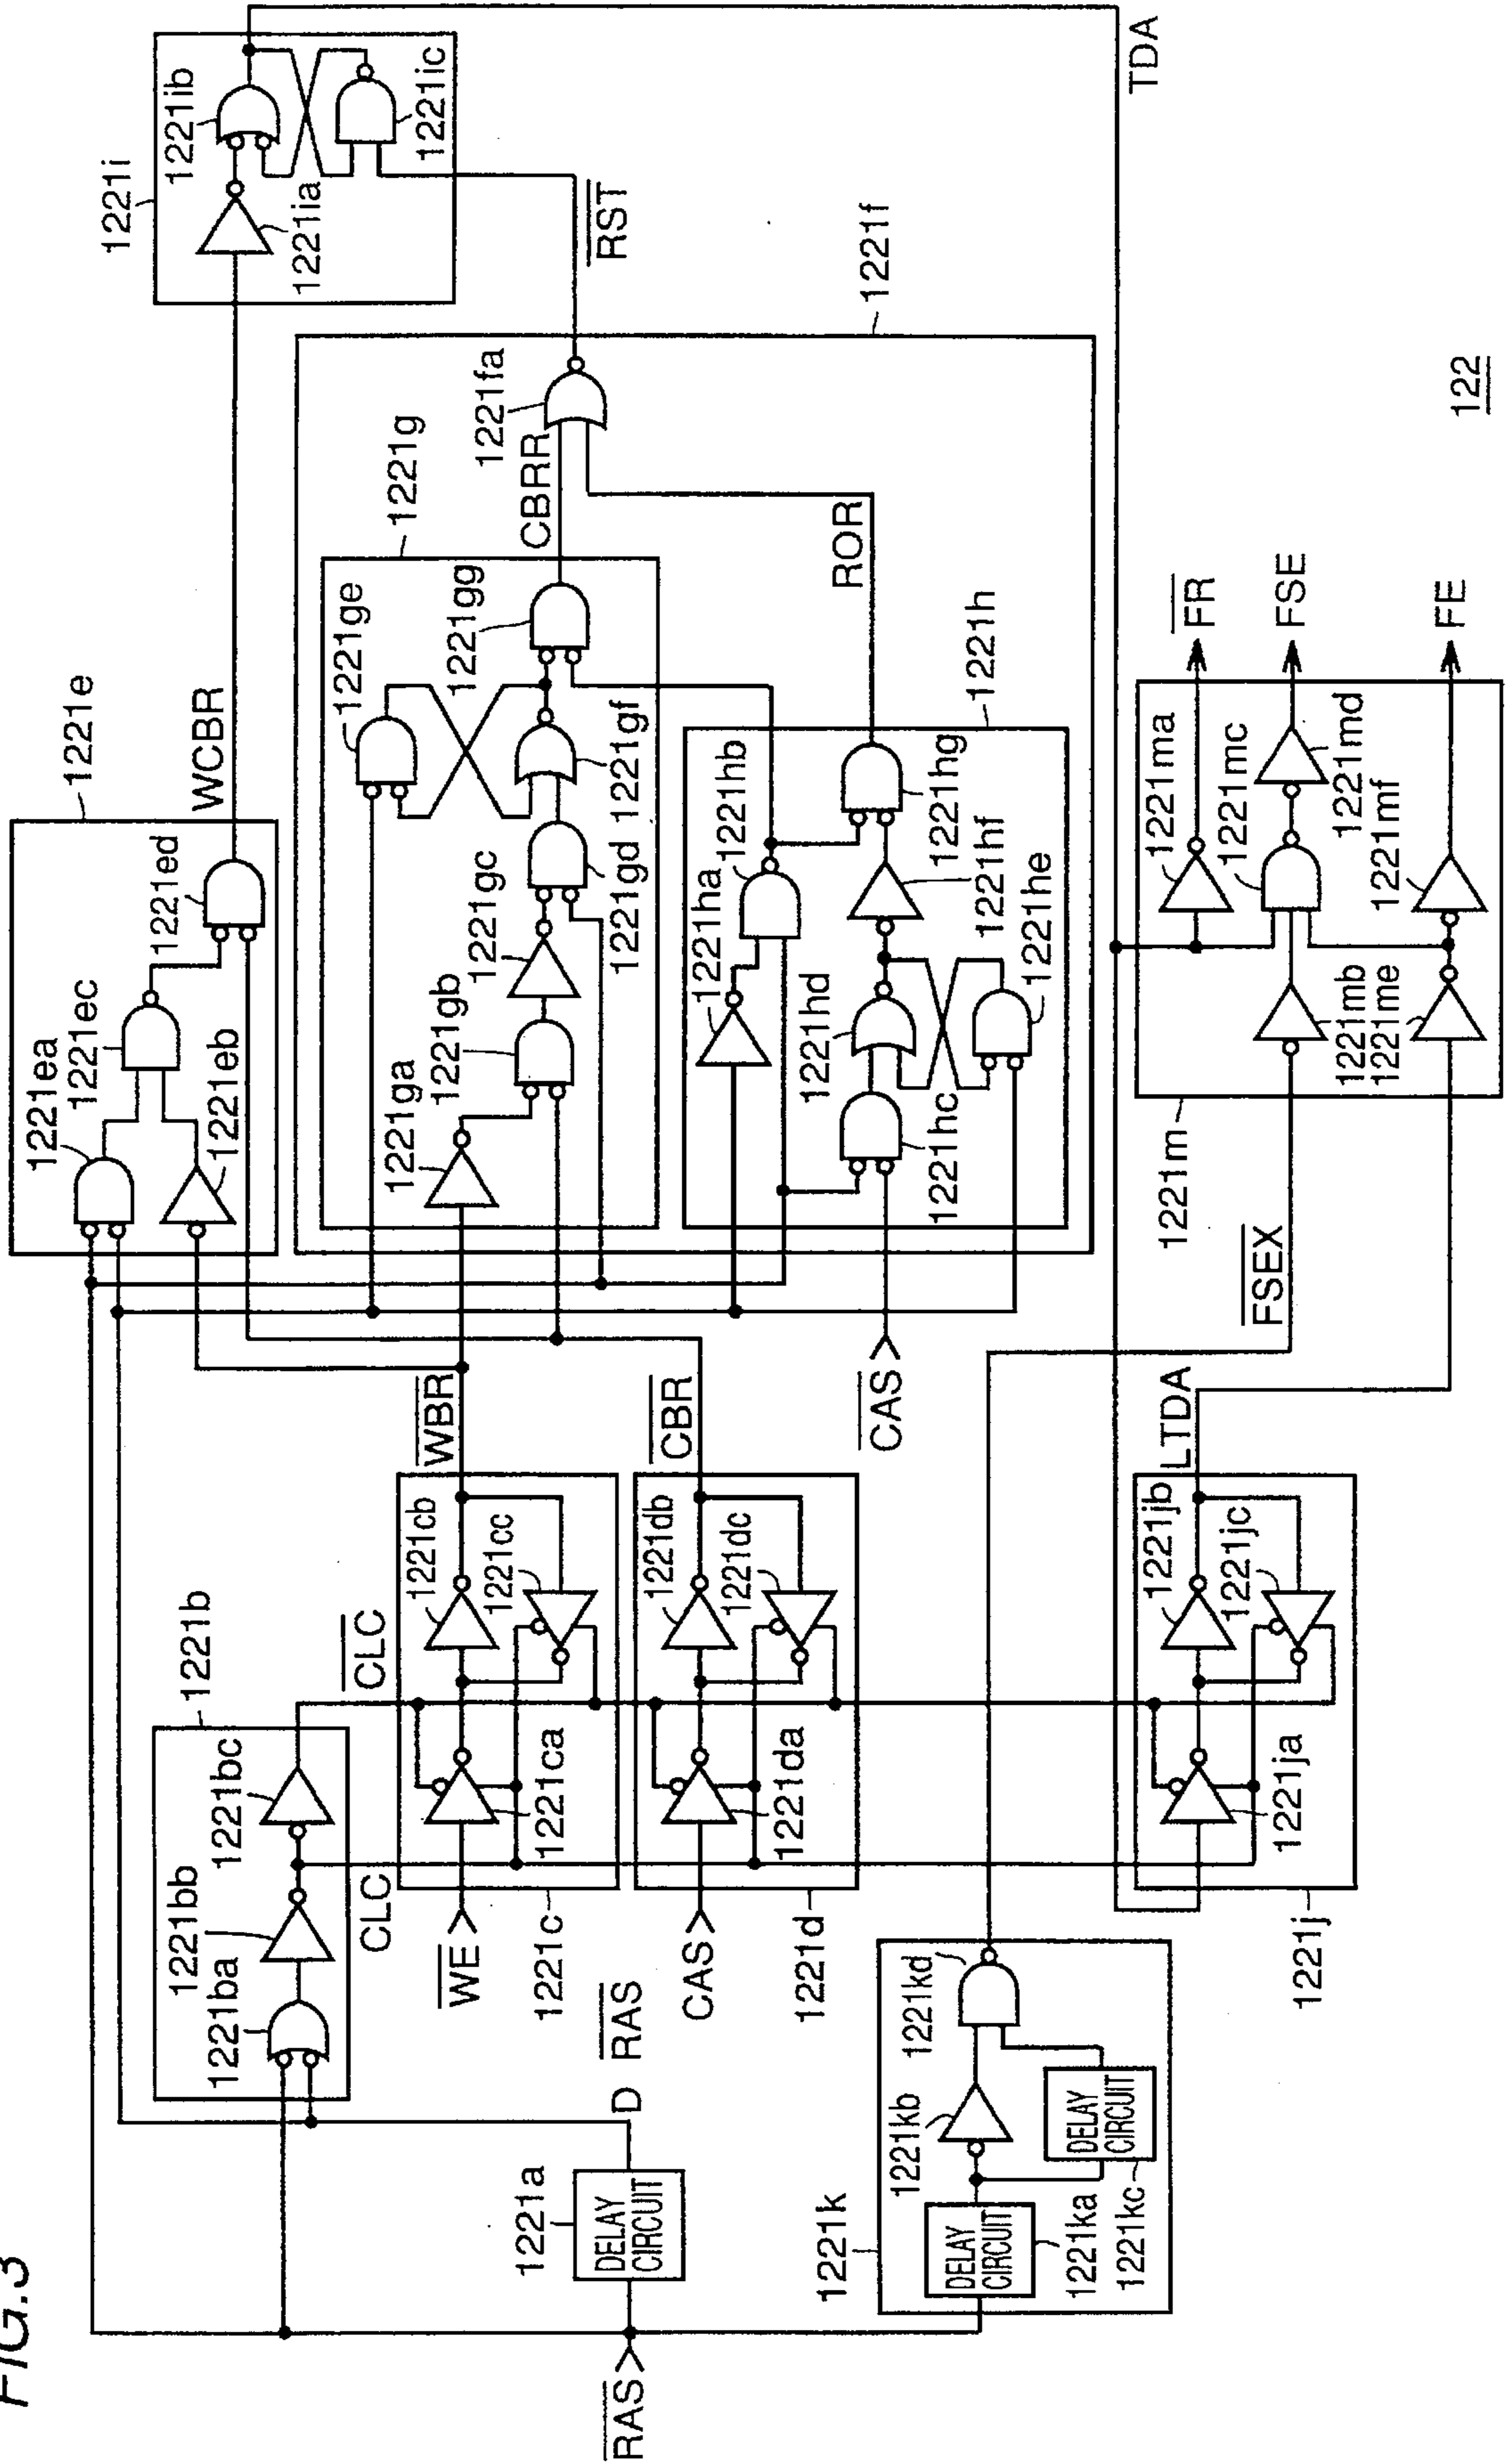 FIG.3
1221i
1221ib
1221ic
1221ia
TDA
RST
1221f
122
1221e
WCBR
1221ed
1221ea
1221ec
1221eb
1221g
1221fa
CBRR
ROR
1221ge
1221gg
1221gf
1221gc
1221gd
1221gb
1221ga
1221h
1221ha
1221hb
1221hg
1221hf
1221hd
1221he
1221hc
FR
FSE
FE
1221ma
1221mc
1221md
1221mf
1221mb
1221me
1221m
FSEX
WBR
CBR
CAS
LTDA
1221b
CLC
1221bc
1221bb
1221ba
CLC
1221cb
1221cc
1221ca
WE
1221c
1221db
1221dc
1221da
CAS
1221d
1221jb
1221jc
1221ja
1221j
D RAS
1221a
DELAY
CIRCUIT
RAS
1221k
1221kd
1221kb
DELAY
CIRCUIT
DELAY
CIRCUIT
1221ka
1221kc